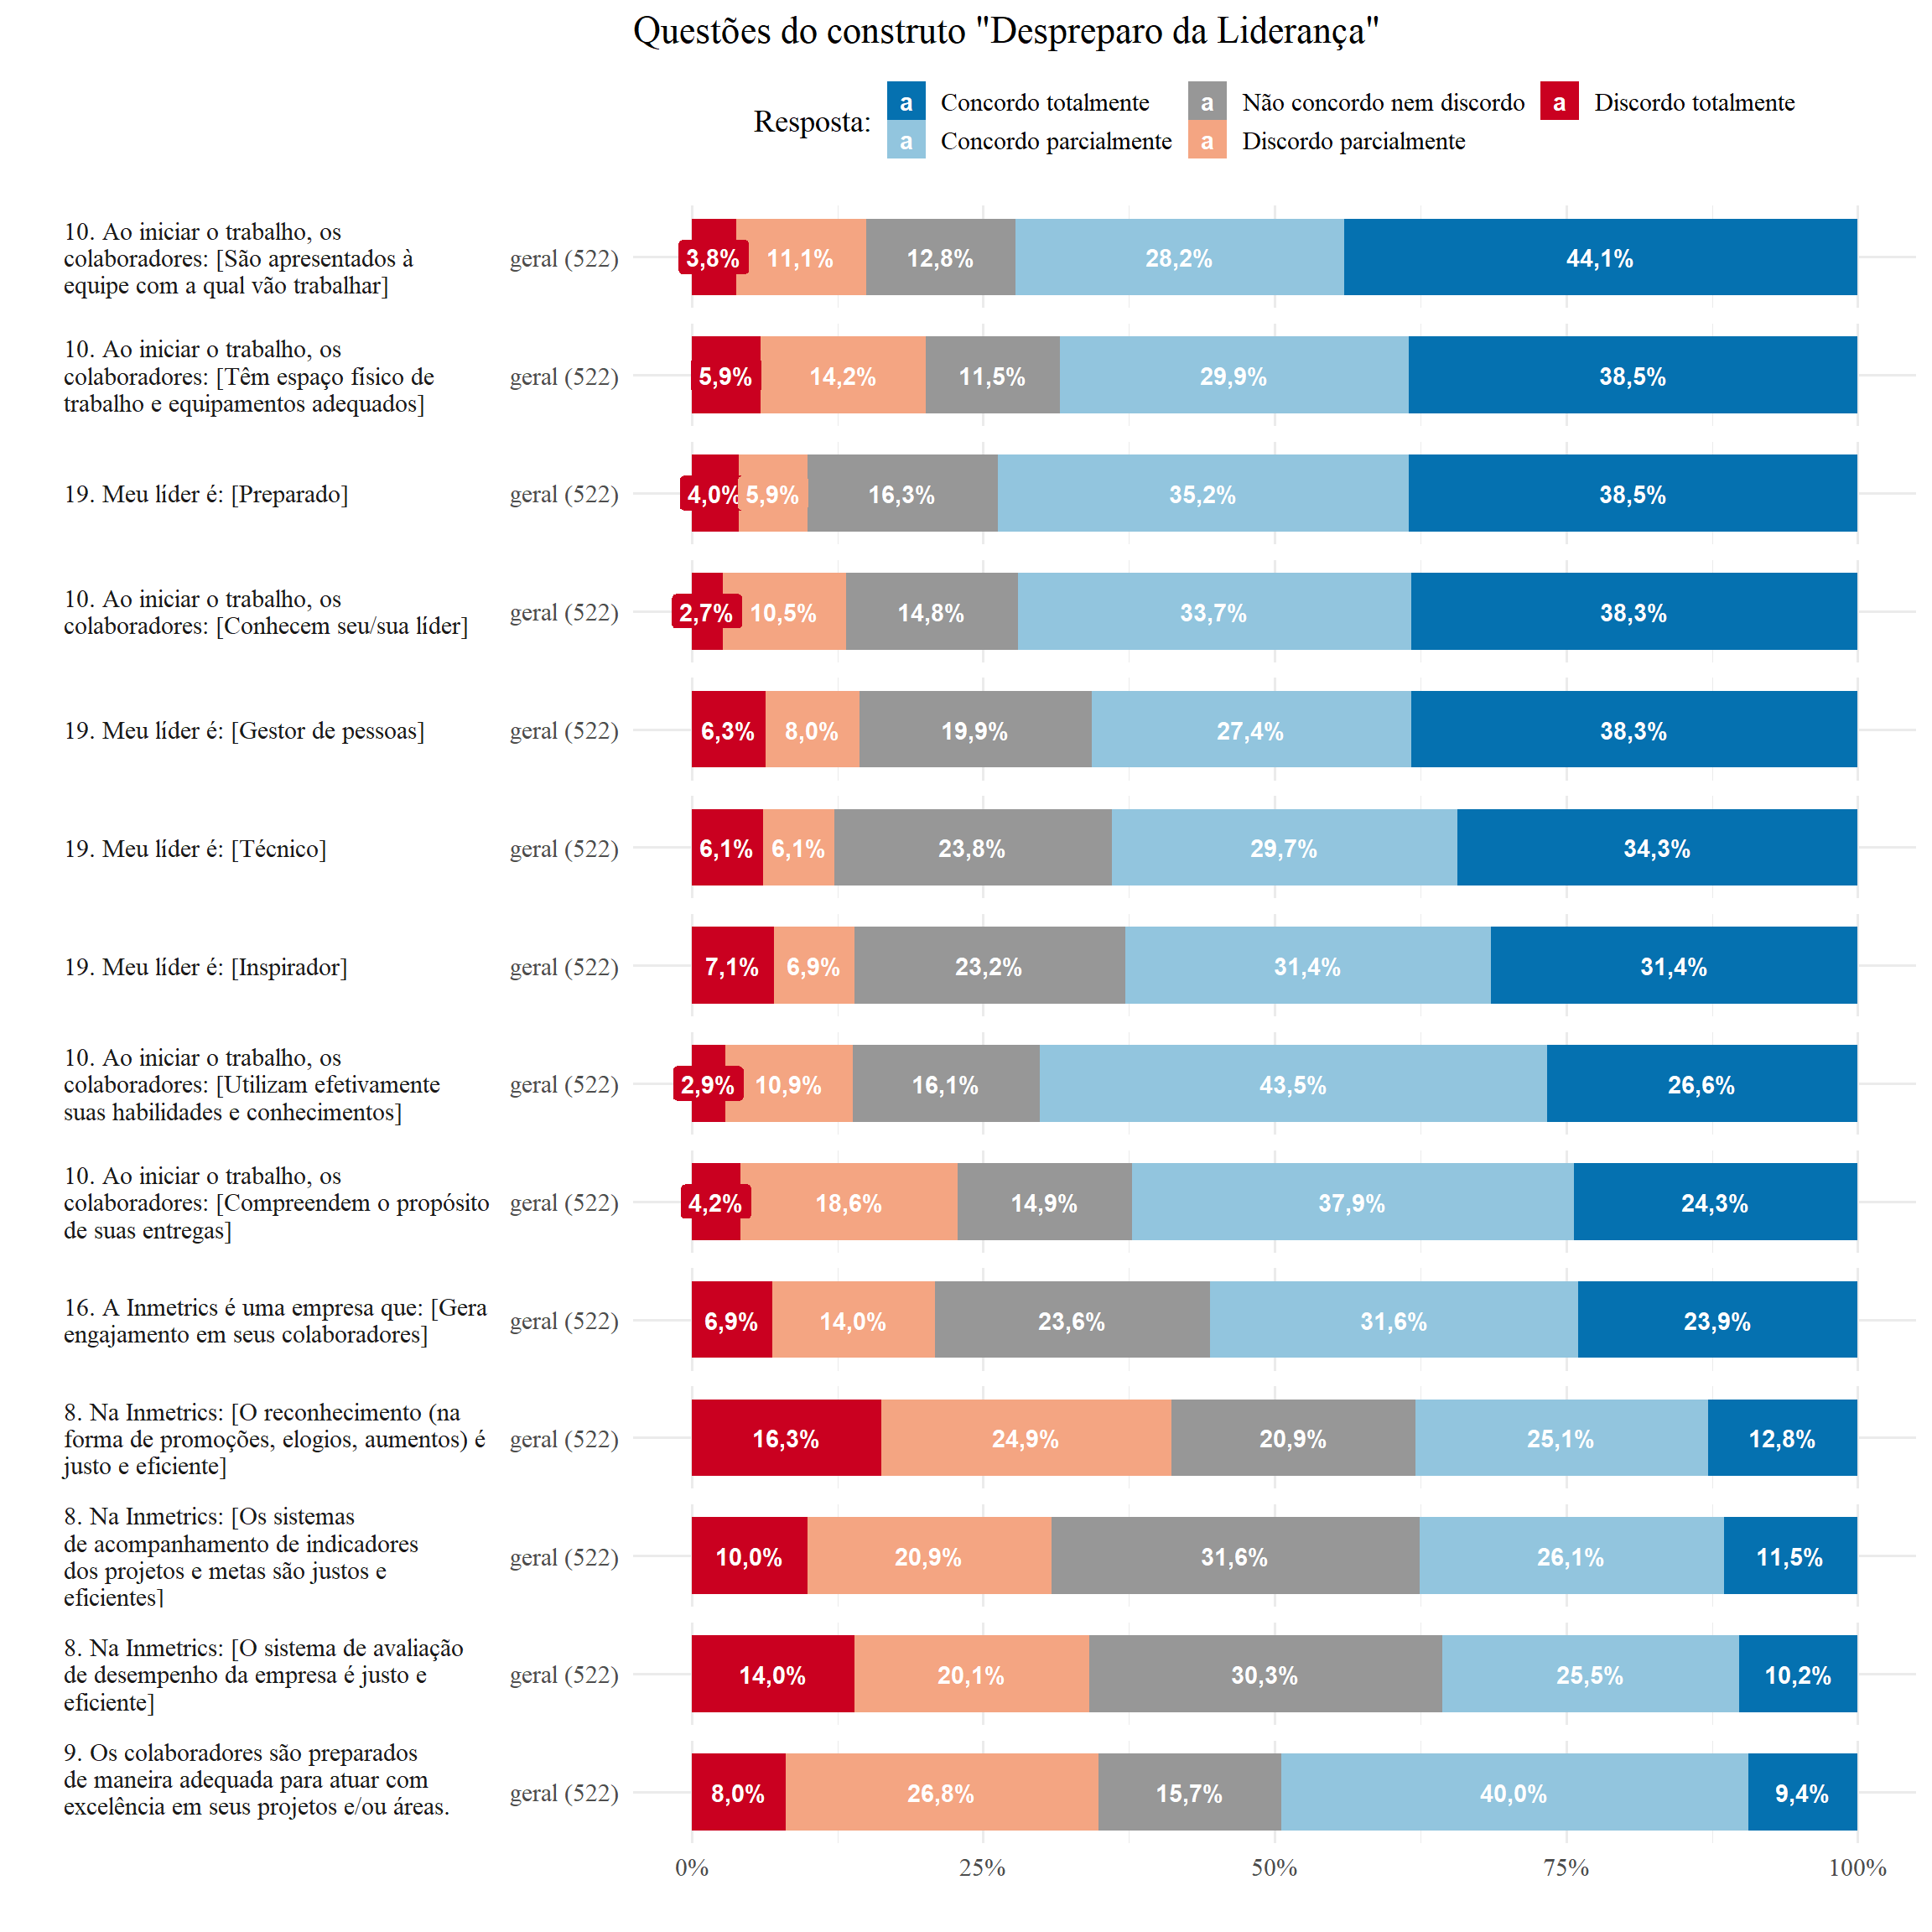 Questões do construto "Despreparo da Liderança"
Resposta:
a Concordo totalmente
a Concordo parcialmente
a Não concordo nem discordo
a Discordo parcialmente
a Discordo totalmente
10. Ao iniciar o trabalho, os
colaboradores: [São apresentados à
equipe com a qual vão trabalhar]
geral (522)
3,8% 11,1% 12,8% 28,2% 44,1%
10. Ao iniciar o trabalho, os
colaboradores: [Têm espaço físico de
trabalho e equipamentos adequados]
geral (522)
5,9% 14,2% 11,5% 29,9% 38,5%
19. Meu líder é: [Preparado]
geral (522)
4,0% 5,9% 16,3% 35,2% 38,5%
10. Ao iniciar o trabalho, os
colaboradores: [Conhecem seu/sua líder]
geral (522)
2,7% 10,5% 14,8% 33,7% 38,3%
19. Meu líder é: [Gestor de pessoas]
geral (522)
6,3% 8,0% 19,9% 27,4% 38,3%
19. Meu líder é: [Técnico]
geral (522)
6,1% 6,1% 23,8% 29,7% 34,3%
19. Meu líder é: [Inspirador]
geral (522)
7,1% 6,9% 23,2% 31,4% 31,4%
10. Ao iniciar o trabalho, os
colaboradores: [Utilizam efetivamente
suas habilidades e conhecimentos]
geral (522)
2,9% 10,9% 16,1% 43,5% 26,6%
10. Ao iniciar o trabalho, os
colaboradores: [Compreendem o propósito
de suas entregas]
geral (522)
4,2% 18,6% 14,9% 37,9% 24,3%
16. A Inmetrics é uma empresa que: [Gera
engajamento em seus colaboradores]
geral (522)
6,9% 14,0% 23,6% 31,6% 23,9%
8. Na Inmetrics: [O reconhecimento (na
forma de promoções, elogios, aumentos) é
justo e eficiente]
geral (522)
16,3% 24,9% 20,9% 25,1% 12,8%
8. Na Inmetrics: [Os sistemas
de acompanhamento de indicadores
dos projetos e metas são justos e
eficientes]
geral (522)
10,0% 20,9% 31,6% 26,1% 11,5%
8. Na Inmetrics: [O sistema de avaliação
de desempenho da empresa é justo e
eficiente]
geral (522)
14,0% 20,1% 30,3% 25,5% 10,2%
9. Os colaboradores são preparados
de maneira adequada para atuar com
excelência em seus projetos e/ou áreas.
geral (522)
8,0% 26,8% 15,7% 40,0% 9,4%
0% 25% 50% 75% 100%